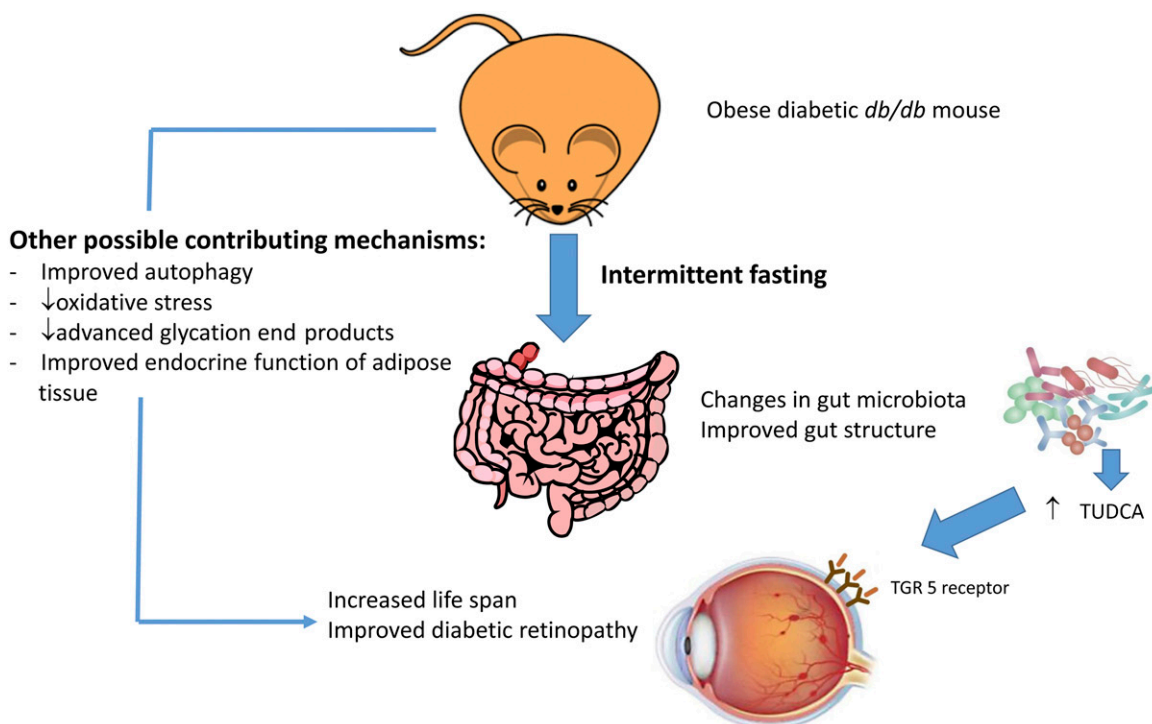 Obese diabetic db/db mouse
Other possible contributing mechanisms:
- Improved autophagy
- ↓oxidative stress
- ↓advanced glycation end products
- Improved endocrine function of adipose
tissue
Intermittent fasting
Changes in gut microbiota
Improved gut structure
↑ TUDCA
TGR 5 receptor
Increased life span
Improved diabetic retinopathy